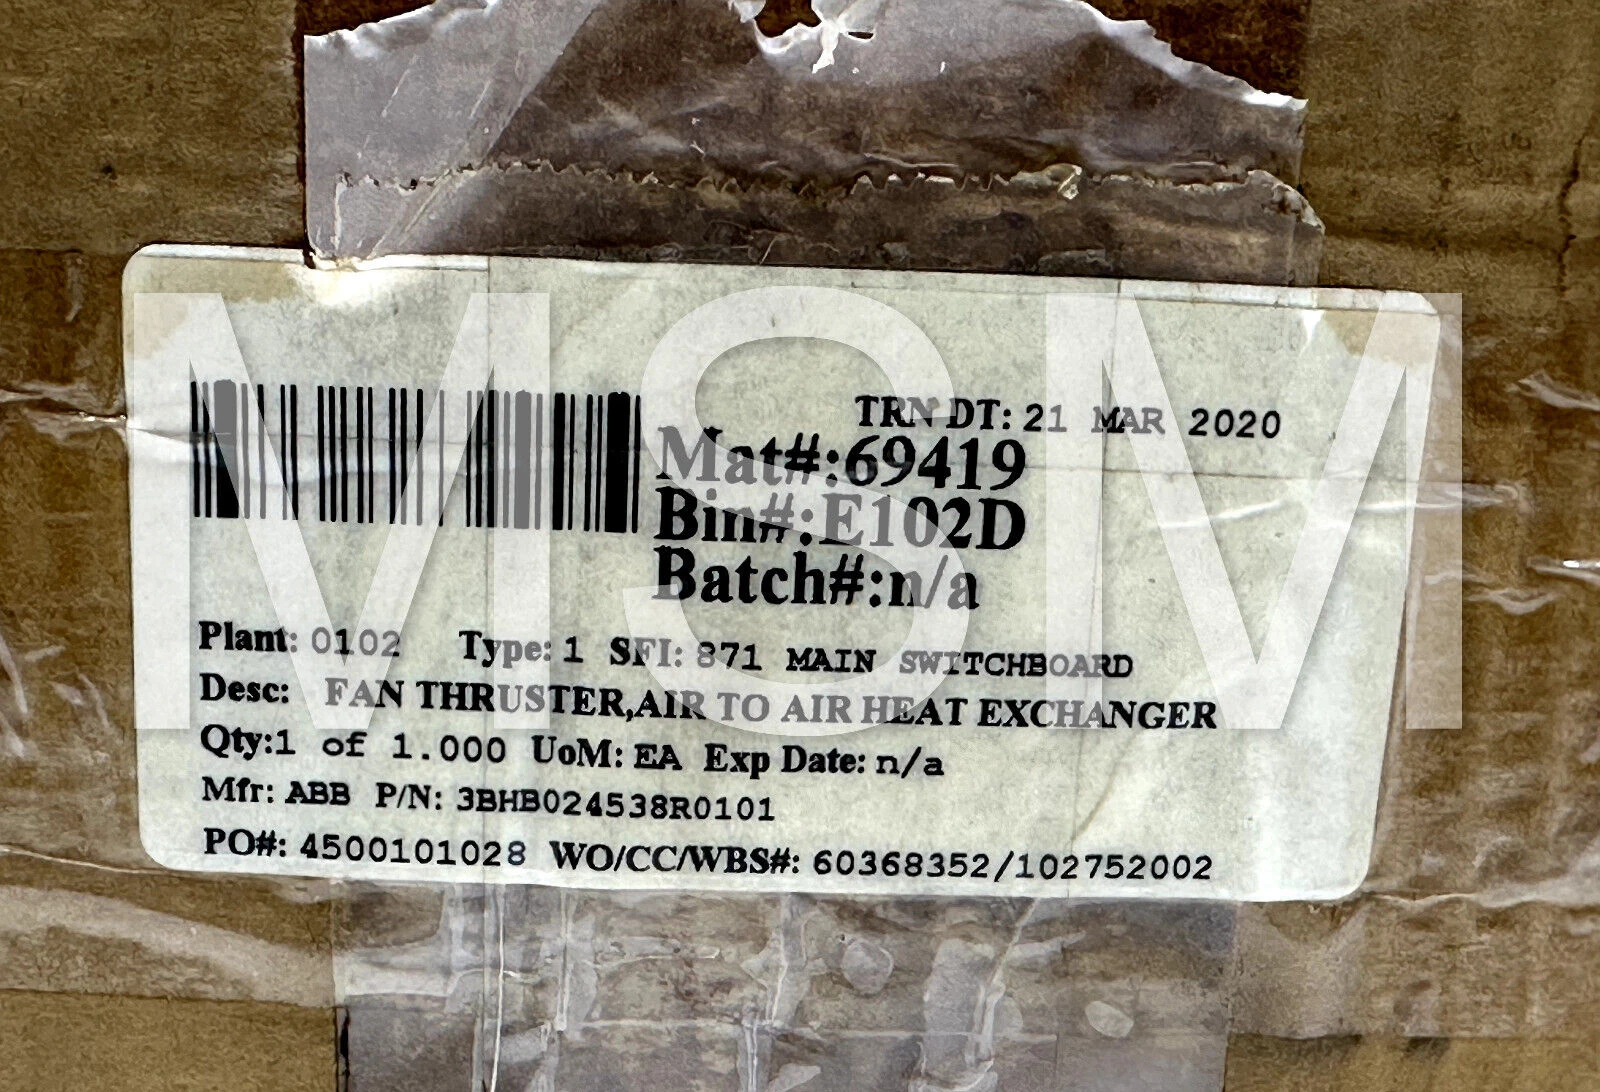 TRN DT: 21 MAR 2020
Mat#:69419
Bin#:E102D
Batch#:n/a
Plant: 0102 Type: 1 SFI: 871 MAIN SWITCHBOARD
Desc: FAN THRUSTER,AIR TO AIR HEAT EXCHANGER
Qty:1 of 1.000 UoM: EA Exp Date: n/a
Mfr: ABB P/N: 3BHB024538R0101
PO#: 4500101028 WO/CC/WBS#: 60368352/102752002
MSM